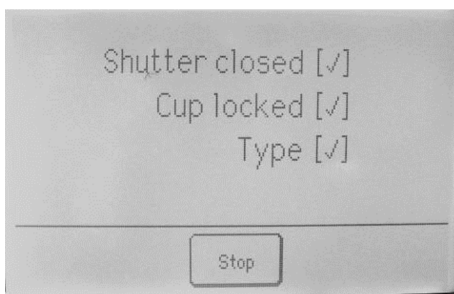 Shutter closed [✓]
Cup locked [✓]
Type [✓]
Stop